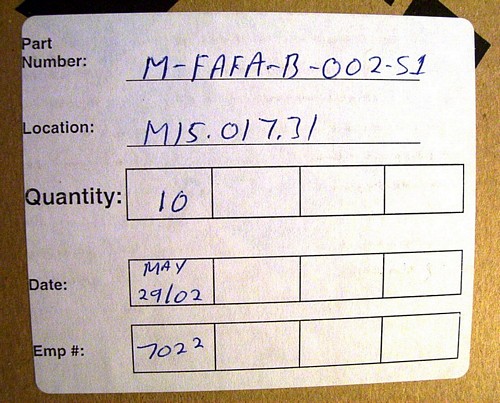 Part
Number: M-FAFA-B-002-S1
Location: M15.017.31
Quantity: 10
MAY
Date: 29/02
Emp #: 7022